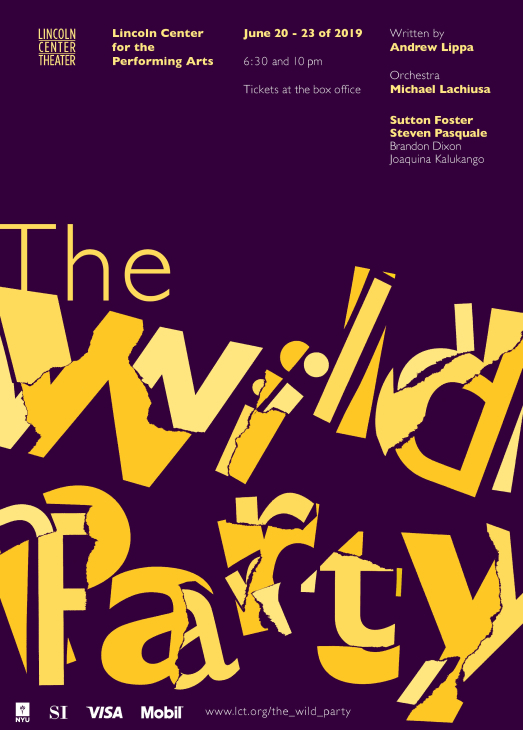 LINCOLN
CENTER
THEATER
Lincoln Center
for the
Performing Arts
June 20 - 23 of 2019
6:30 and 10 pm
Tickets at the box office
Written by
Andrew Lippa
Orchestra
Michael Lachiusa
Sutton Foster
Steven Pasquale
Brandon Dixon
Joaquina Kalukango
The
Wild
Party
NYU
SI
VISA
Mobil
www.lct.org/the_wild_party